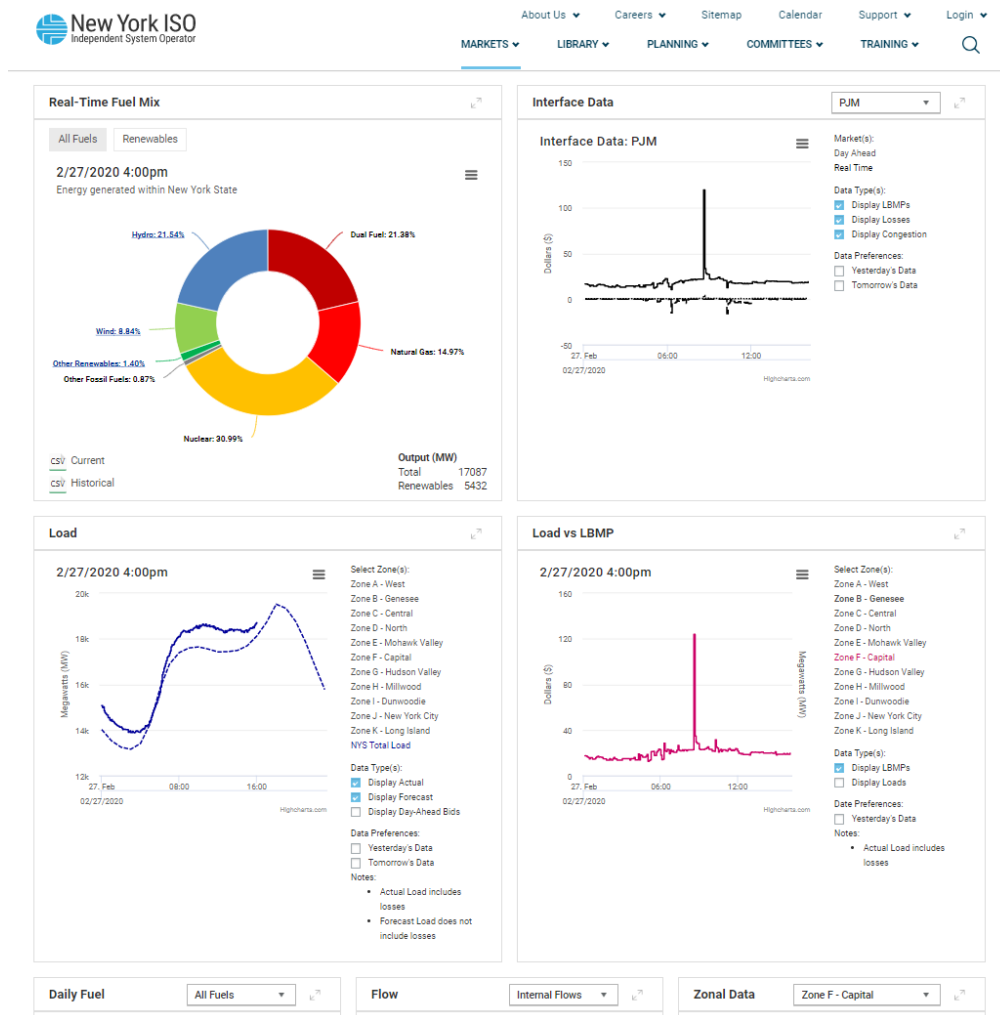 New York ISO
Independent System Operator
About Us Careers Sitemap Calendar Support Login
MARKETS LIBRARY PLANNING COMMITTEES TRAINING
Real-Time Fuel Mix
All Fuels Renewables
2/27/2020 4:00pm
Energy generated within New York State
Hydro: 21.54%
Dual Fuel: 21.38%
Wind: 8.84%
Natural Gas: 14.97%
Other Renewables: 1.40%
Other Fossil Fuels: 0.87%
Nuclear: 30.99%
csv Current
csv Historical
Output (MW)
Total 17087
Renewables 5432
Interface Data
PJM
Interface Data: PJM
150
100
50
0
-50
Dollars ($)
27. Feb 06:00 12:00
02/27/2020
Highcharts.com
Market(s):
Day Ahead
Real Time
Data Type(s):
Display LBMPs
Display Losses
Display Congestion
Data Preferences:
Yesterday's Data
Tomorrow's Data
Load
2/27/2020 4:00pm
20k
18k
16k
14k
12k
Megawatts (MW)
27. Feb 08:00 16:00
02/27/2020
Highcharts.com
Select Zone(s):
Zone A - West
Zone B - Genesee
Zone C - Central
Zone D - North
Zone E - Mohawk Valley
Zone F - Capital
Zone G - Hudson Valley
Zone H - Millwood
Zone I - Dunwoodie
Zone J - New York City
Zone K - Long Island
NYS Total Load
Data Type(s):
Display Actual
Display Forecast
Display Day-Ahead Bids
Data Preferences:
Yesterday's Data
Tomorrow's Data
Notes:
• Actual Load includes
losses
• Forecast Load does not
include losses
Load vs LBMP
2/27/2020 4:00pm
160
120
80
40
0
Dollars ($)
Megawatts (MW)
27. Feb 06:00 12:00
02/27/2020
Highcharts.com
Select Zone(s):
Zone A - West
Zone B - Genesee
Zone C - Central
Zone D - North
Zone E - Mohawk Valley
Zone F - Capital
Zone G - Hudson Valley
Zone H - Millwood
Zone I - Dunwoodie
Zone J - New York City
Zone K - Long Island
Data Type(s):
Display LBMPs
Display Loads
Date Preferences:
Yesterday's Data
Notes:
• Actual Load includes
losses
Daily Fuel
All Fuels
Flow
Internal Flows
Zonal Data
Zone F - Capital